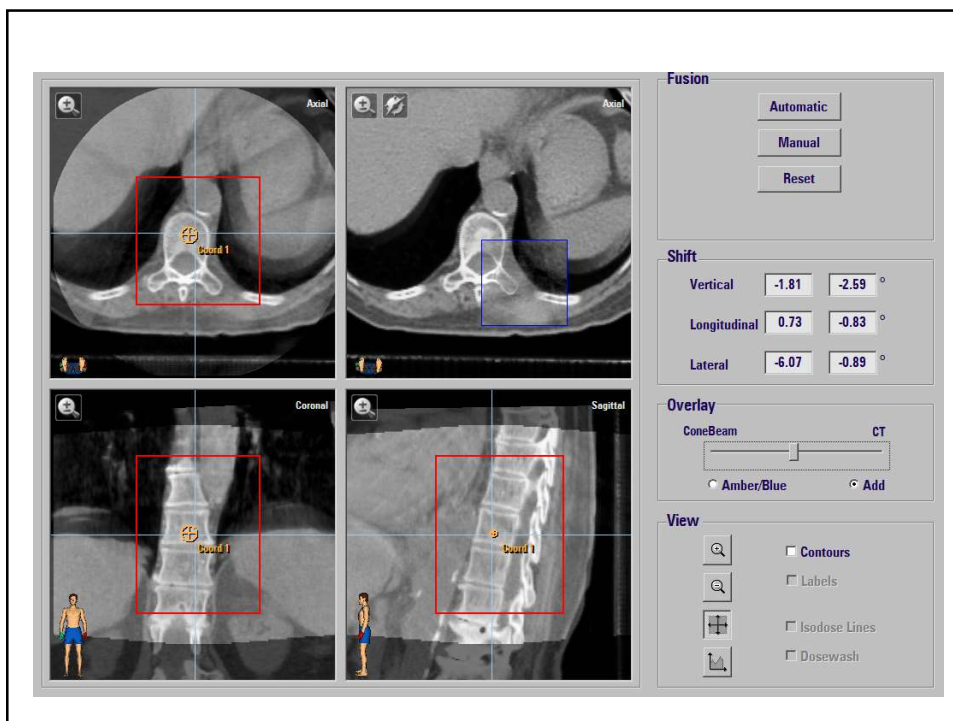 Axial
Coord 1
Axial
Coronal
Coord 1
Sagittal
Coord 1
Fusion
Automatic
Manual
Reset
Shift
Vertical -1.81 -2.59 °
Longitudinal 0.73 -0.83 °
Lateral -6.07 -0.89 °
Overlay
ConeBeam CT
Amber/Blue Add
View
Contours
Labels
Isodose Lines
Dosewash